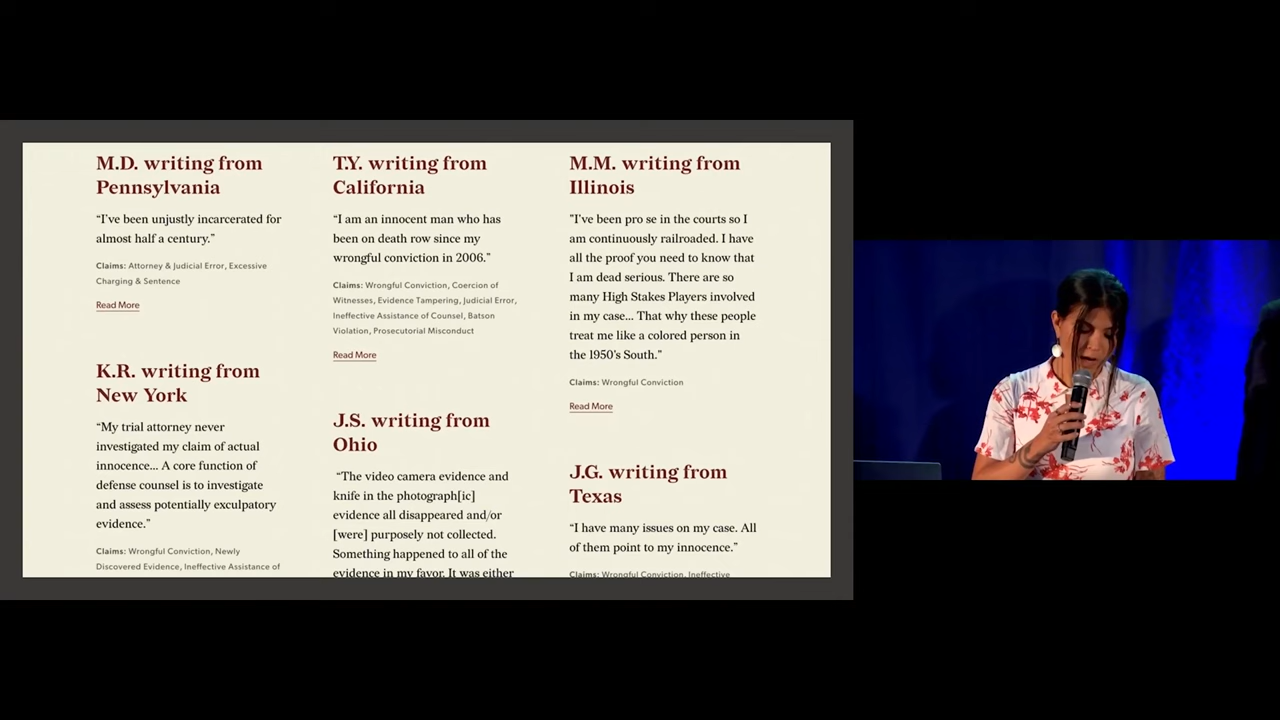 M.D. writing from
Pennsylvania
“I’ve been unjustly incarcerated for
almost half a century.”
Claims: Attorney & Judicial Error, Excessive
Charging & Sentence
Read More
K.R. writing from
New York
“My trial attorney never
investigated my claim of actual
innocence... A core function of
defense counsel is to investigate
and assess potentially exculpatory
evidence.”
Claims: Wrongful Conviction, Newly
Discovered Evidence, Ineffective Assistance of
T.Y. writing from
California
“I am an innocent man who has
been on death row since my
wrongful conviction in 2006.”
Claims: Wrongful Conviction, Coercion of
Witnesses, Evidence Tampering, Judicial Error,
Ineffective Assistance of Counsel, Batson
Violation, Prosecutorial Misconduct
Read More
J.S. writing from
Ohio
“The video camera evidence and
knife in the photograph[ic]
evidence all disappeared and/or
[were] purposely not collected.
Something happened to all of the
evidence in my favor. It was either
M.M. writing from
Illinois
"I’ve been pro se in the courts so I
am continuously railroaded. I have
all the proof you need to know that
I am dead serious. There are so
many High Stakes Players involved
in my case... That why these people
treat me like a colored person in
the 1950’s South.”
Claims: Wrongful Conviction
Read More
J.G. writing from
Texas
“I have many issues on my case. All
of them point to my innocence.”
Claims: Wrongful Conviction, Ineffective